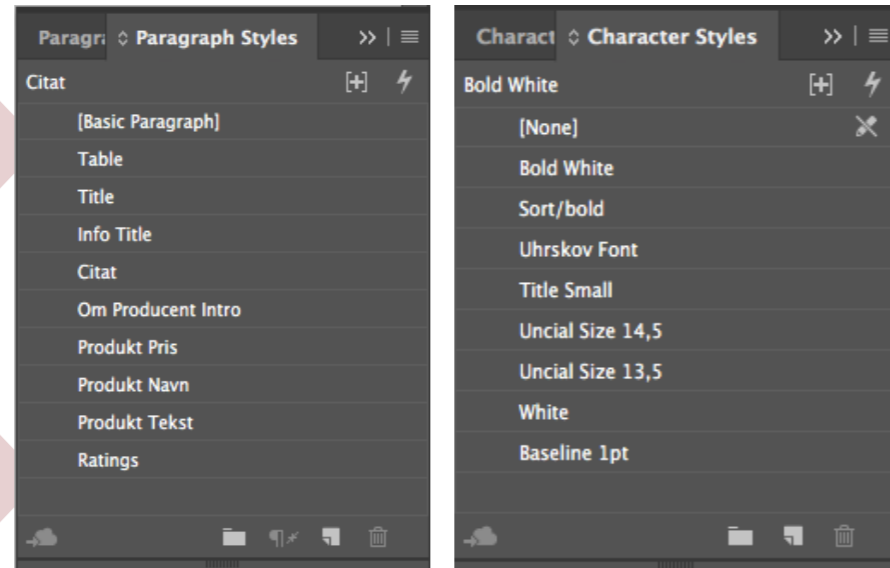 Paragra Paragraph Styles
Citat
[Basic Paragraph]
Table
Title
Info Title
Citat
Om Producent Intro
Produkt Pris
Produkt Navn
Produkt Tekst
Ratings
Charact Character Styles
Bold White
[None]
Bold White
Sort/bold
Uhrskov Font
Title Small
Uncial Size 14,5
Uncial Size 13,5
White
Baseline 1pt